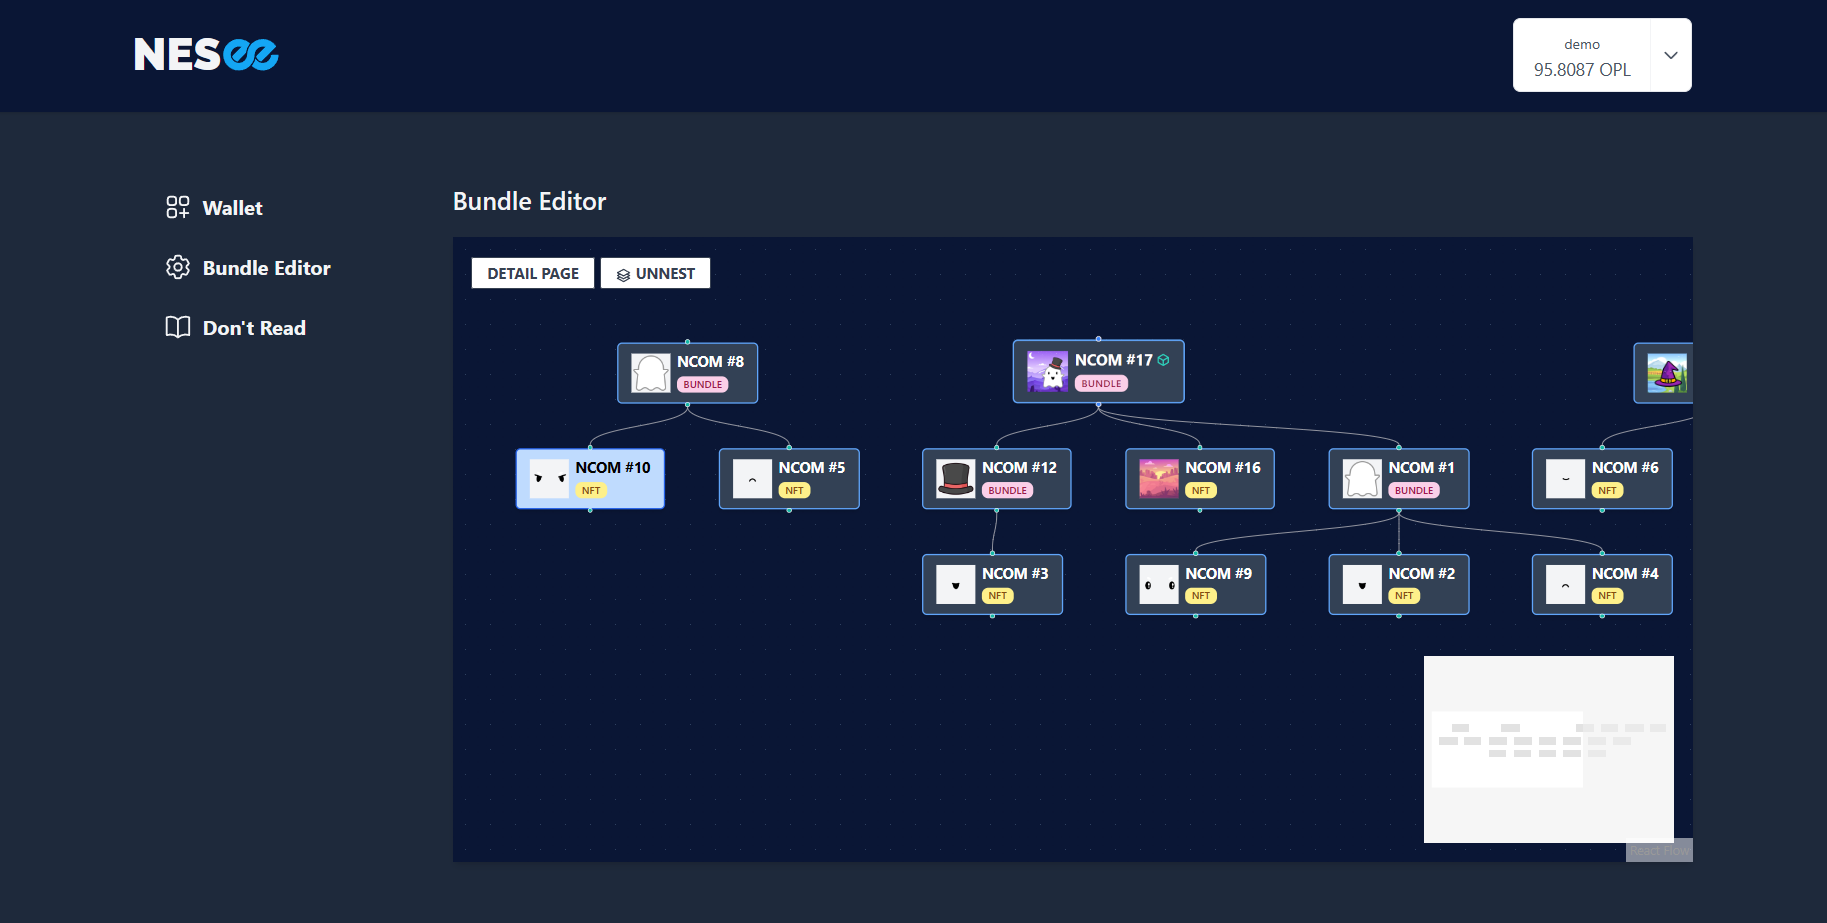 NESee
demo
95.8087 OPL
Wallet
Bundle Editor
Don't Read
Bundle Editor
DETAIL PAGE
UNNEST
NCOM #8
BUNDLE
NCOM #17
BUNDLE
NCOM #10
NFT
NCOM #5
NFT
NCOM #12
BUNDLE
NCOM #16
NFT
NCOM #1
BUNDLE
NCOM #6
NFT
NCOM #3
NFT
NCOM #9
NFT
NCOM #2
NFT
NCOM #4
NFT
React Flow